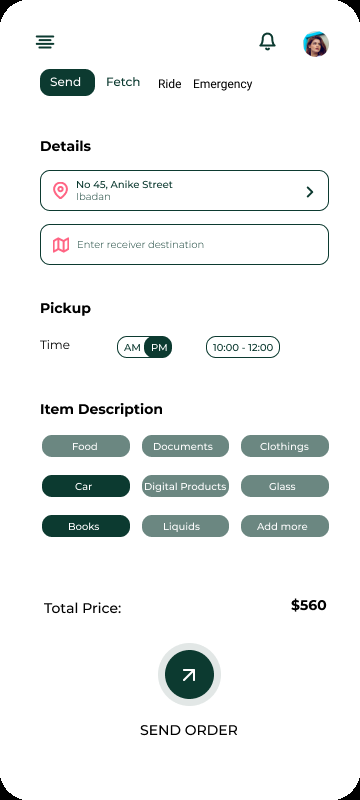 Send Fetch Ride Emergency
Details
No 45, Anike Street
Ibadan
Enter receiver destination
Pickup
Time AM PM 10:00 - 12:00
Item Description
Food Documents Clothings
Car Digital Products Glass
Books Liquids Add more
Total Price: $560
SEND ORDER